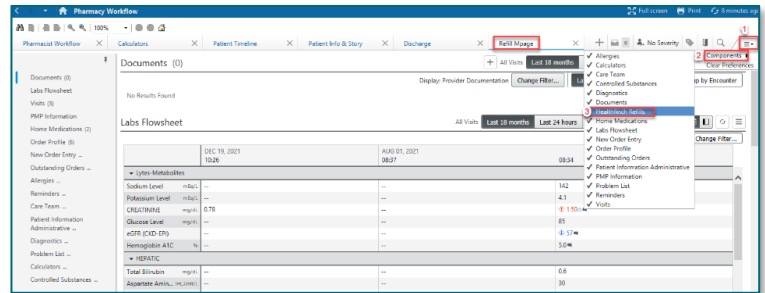 Pharmacy Workflow
Full screen Print 8 minutes ago
100%
1
Pharmacist Workflow Calculators Patient Timeline Patient Info & Story Discharge Refill Mpage No Severity
2 Components
Clear Preferences
Documents (0)
Labs Flowsheet
Visits (5)
PMP Information
Home Medications (2)
Order Profile (6)
New Order Entry ...
Outstanding Orders ...
Allergies ...
Reminders ...
Care Team ...
Patient Information
Administrative ...
Diagnostics ...
Problem List ...
Calculators ...
Controlled Substances ...
Documents (0)
All Visits Last 18 months
Display: Provider Documentation Change Filter...
p by Encounter
No Results Found
Labs Flowsheet
All Visits Last 18 months Last 24 hours
Change Filter...
DEC 19, 2021 AUG 01, 2021
10:26 08:37 08:34
Lytes-Metabolites
Sodium Level mEq/L -- -- 142
Potassium Level mEq/L -- -- 4.1
CREATININE mg/dL 0.76 -- 1.50
Glucose Level mg/dL -- -- 85
eGFR (CKD-EPI) -- -- 57
Hemoglobin A1C % -- -- 5.0
HEPATIC
Total Bilirubin mg/dL -- -- 0.6
Aspartate Amin... -- -- 30
✓ Allergies
✓ Calculators
✓ Care Team
✓ Controlled Substances
✓ Diagnostics
✓ Documents
3 Healthfinch Refills
✓ Home Medications
✓ Labs Flowsheet
✓ New Order Entry
✓ Order Profile
✓ Outstanding Orders
✓ Patient Information Administrative
✓ PMP Information
✓ Problem List
✓ Reminders
✓ Visits